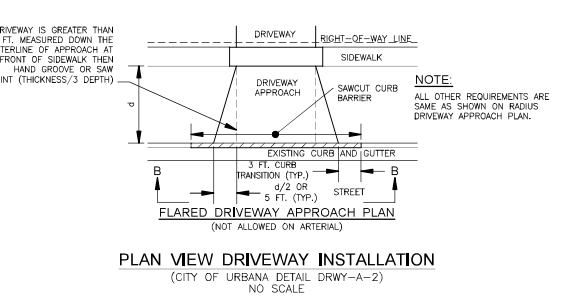 RIVEWAY IS GREATER THAN
FT. MEASURED DOWN THE
TERLINE OF APPROACH AT
FRONT OF SIDEWALK THEN
HAND GROOVE OR SAW
INT (THICKNESS/3 DEPTH)
DRIVEWAY
RIGHT-OF-WAY LINE
SIDEWALK
DRIVEWAY
APPROACH
SAWCUT CURB
BARRIER
NOTE:
ALL OTHER REQUIREMENTS ARE
SAME AS SHOWN ON RADIUS
DRIVEWAY APPROACH PLAN.
d
EXISTING CURB AND GUTTER
3 FT. CURB
TRANSITION (TYP.)
B
B
d/2 OR
5 FT. (TYP.)
STREET
FLARED DRIVEWAY APPROACH PLAN
(NOT ALLOWED ON ARTERIAL)
PLAN VIEW DRIVEWAY INSTALLATION
(CITY OF URBANA DETAIL DRWY-A-2)
NO SCALE